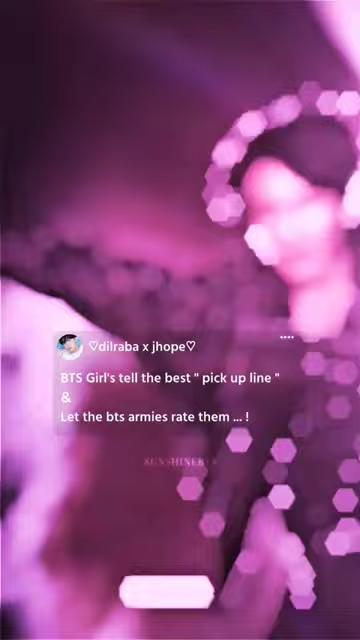 ♡dilraba x jhope♡
BTS Girl's tell the best " pick up line "
&
Let the bts armies rate them ... !